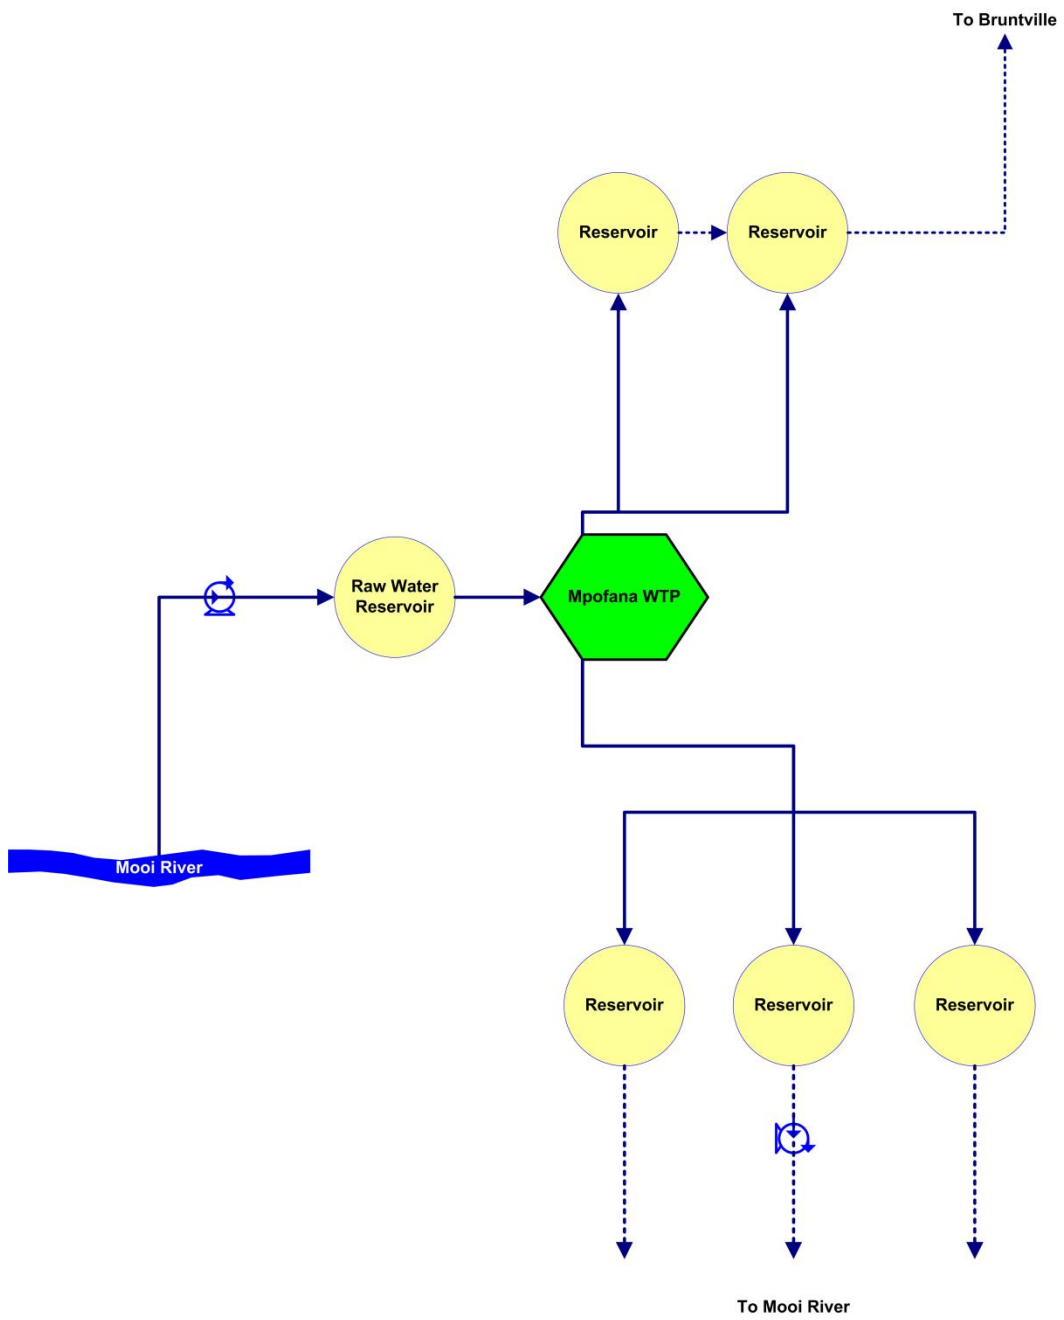 To Bruntville
Reservoir
Reservoir
Raw Water
Reservoir
Mpofana WTP
Mooi River
Reservoir
Reservoir
Reservoir
To Mooi River